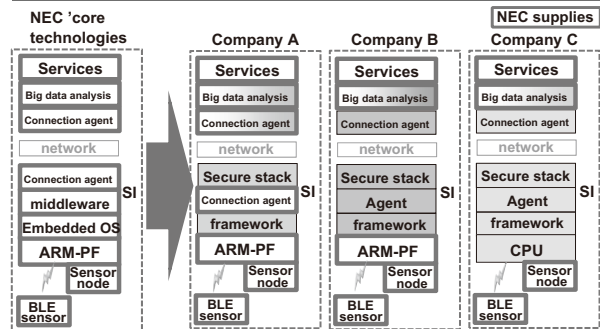 NEC 'core
technologies
NEC supplies
Company A
Company B
Company C
Services
Big data analysis
Connection agent
network
Connection agent
middleware
Embedded OS
ARM-PF
SI
Sensor
node
BLE
sensor
Services
Big data analysis
Connection agent
network
Secure stack
Connection agent
framework
ARM-PF
SI
Sensor
node
BLE
sensor
Services
Big data analysis
Connection agent
network
Secure stack
Agent
framework
ARM-PF
SI
Sensor
node
BLE
sensor
Services
Big data analysis
Connection agent
network
Secure stack
Agent
framework
CPU
SI
Sensor
node
BLE
sensor